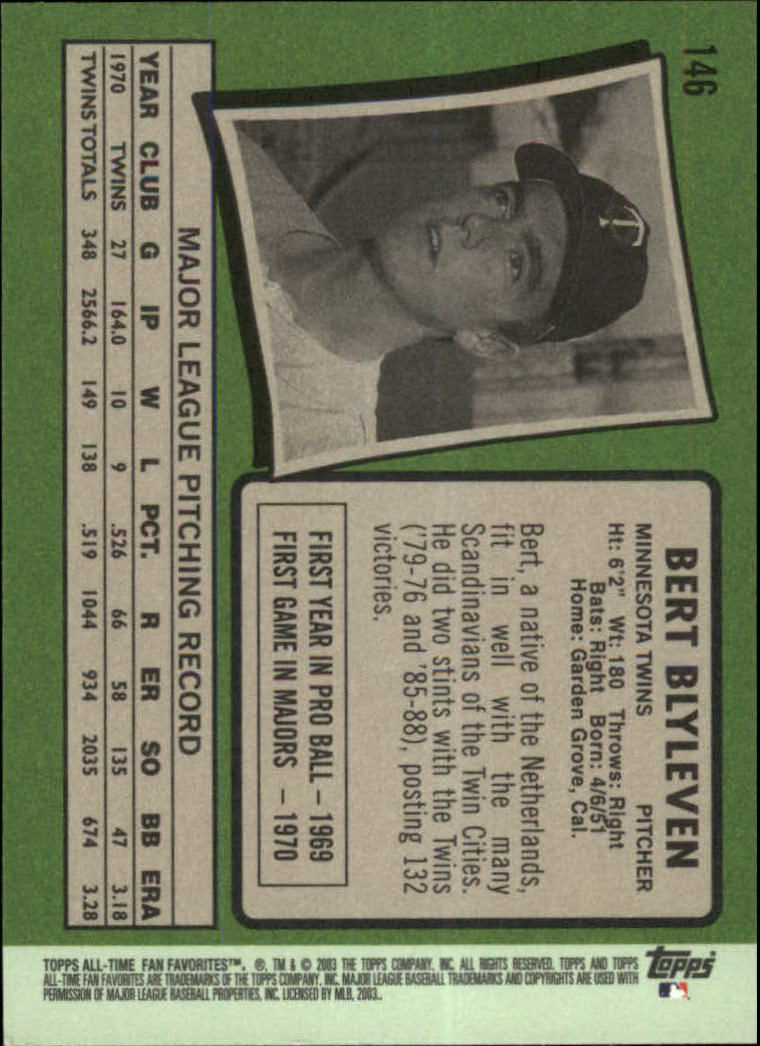 146
BERT BLYLEVEN
MINNESOTA TWINS PITCHER
Ht: 6'2" Wt: 180 Throws: Right
Bats: Right Born: 4/6/51
Home: Garden Grove, Cal.
Bert, a native of the Netherlands,
fit in well with the many
Scandinavians of the Twin Cities.
He did two stints with the Twins
('79-76 and '85-88), posting 132
victories.
FIRST YEAR IN PRO BALL – 1969
FIRST GAME IN MAJORS – 1970
MAJOR LEAGUE PITCHING RECORD
YEAR CLUB G IP W L PCT. R ER SO BB ERA
1970 TWINS 27 164.0 10 9 .526 66 58 135 47 3.18
TWINS TOTALS 348 2566.2 149 138 .519 1044 934 2035 674 3.28
topps
TOPPS ALL-TIME FAN FAVORITES™, ®, TM & © 2003 THE TOPPS COMPANY, INC. ALL RIGHTS RESERVED. TOPPS AND TOPPS
ALL-TIME FAN FAVORITES ARE TRADEMARKS OF THE TOPPS COMPANY, INC. MAJOR LEAGUE BASEBALL TRADEMARKS AND COPYRIGHTS ARE USED WITH
PERMISSION OF MAJOR LEAGUE BASEBALL PROPERTIES, INC. LICENSED BY MLB, 2003..